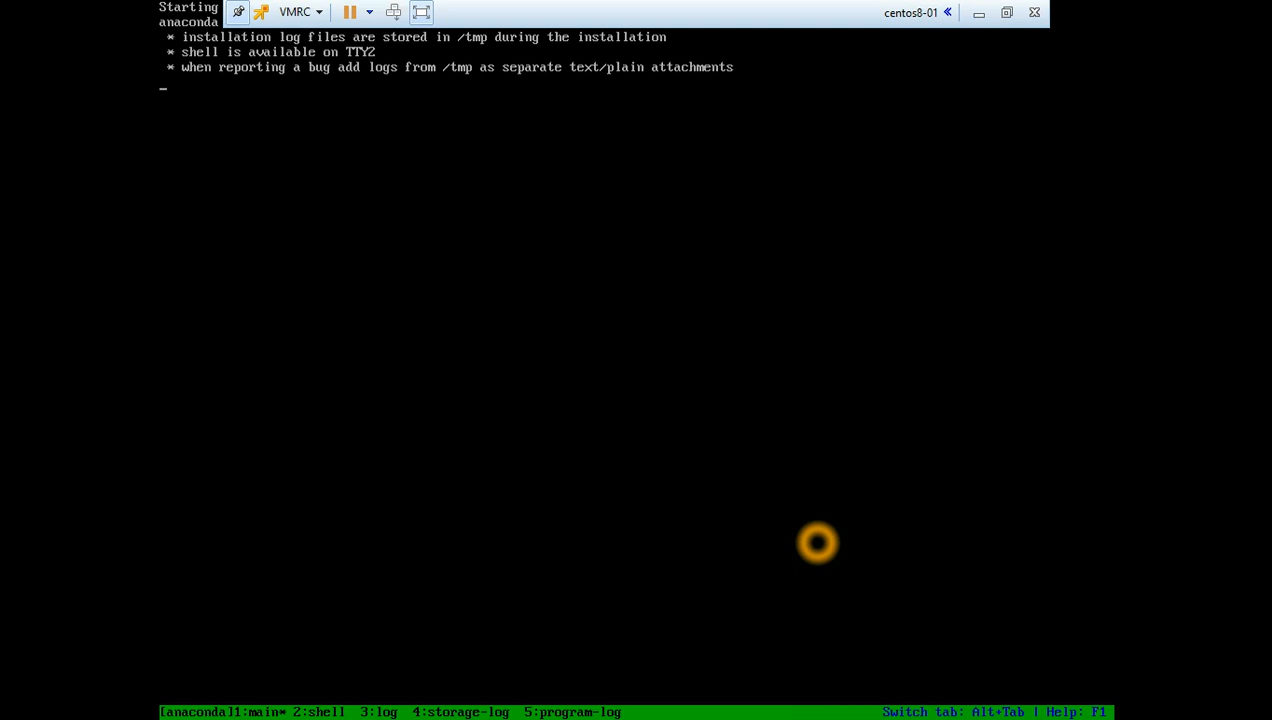 Starting
VMRC
centos8-01
anaconda
* installation log files are stored in /tmp during the installation
* shell is available on TTY2
* when reporting a bug add logs from /tmp as separate text/plain attachments
[anaconda]1:main* 2:shell 3:log 4:storage-log 5:program-log
Switch tab: Alt+Tab | Help: F1